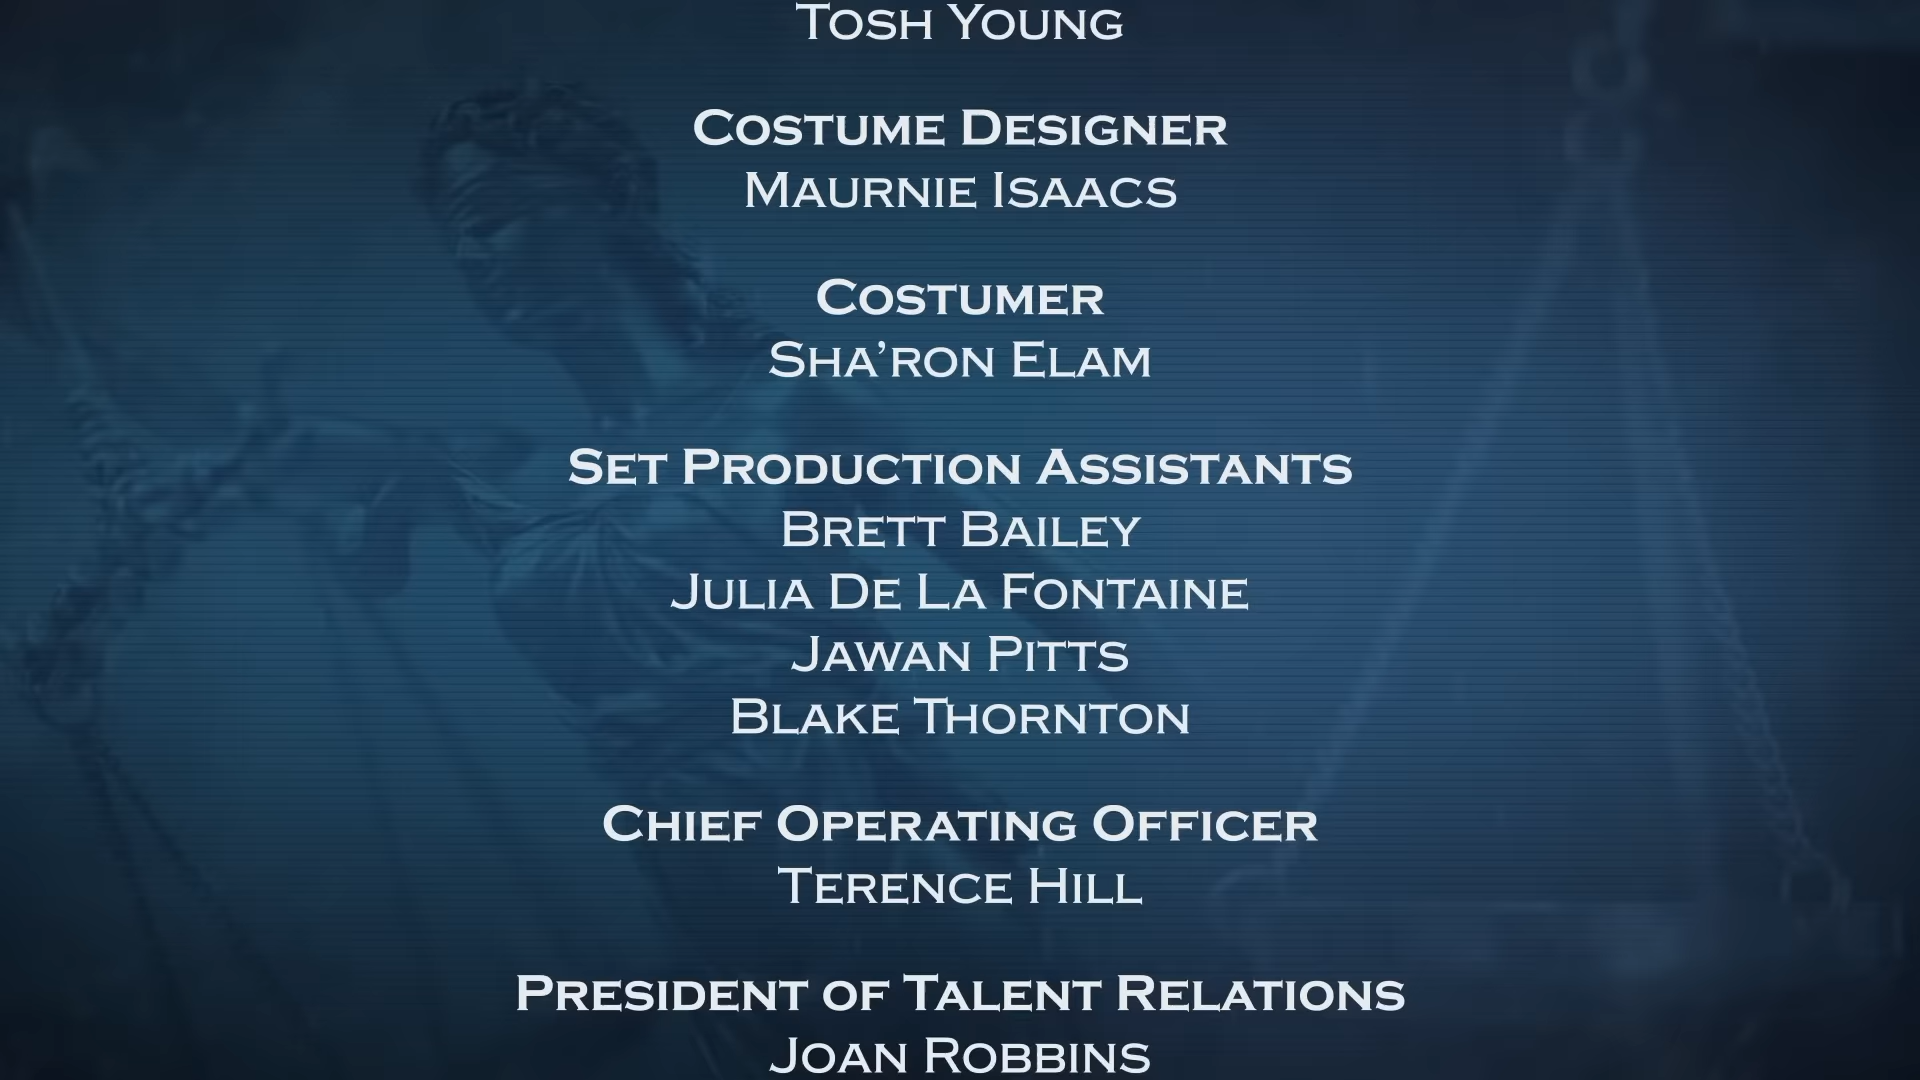 Tosh Young
Costume Designer
Maurnie Isaacs
Costumer
Sha’ron Elam
Set Production Assistants
Brett Bailey
Julia De La Fontaine
Jawan Pitts
Blake Thornton
Chief Operating Officer
Terence Hill
President of Talent Relations
Joan Robbins